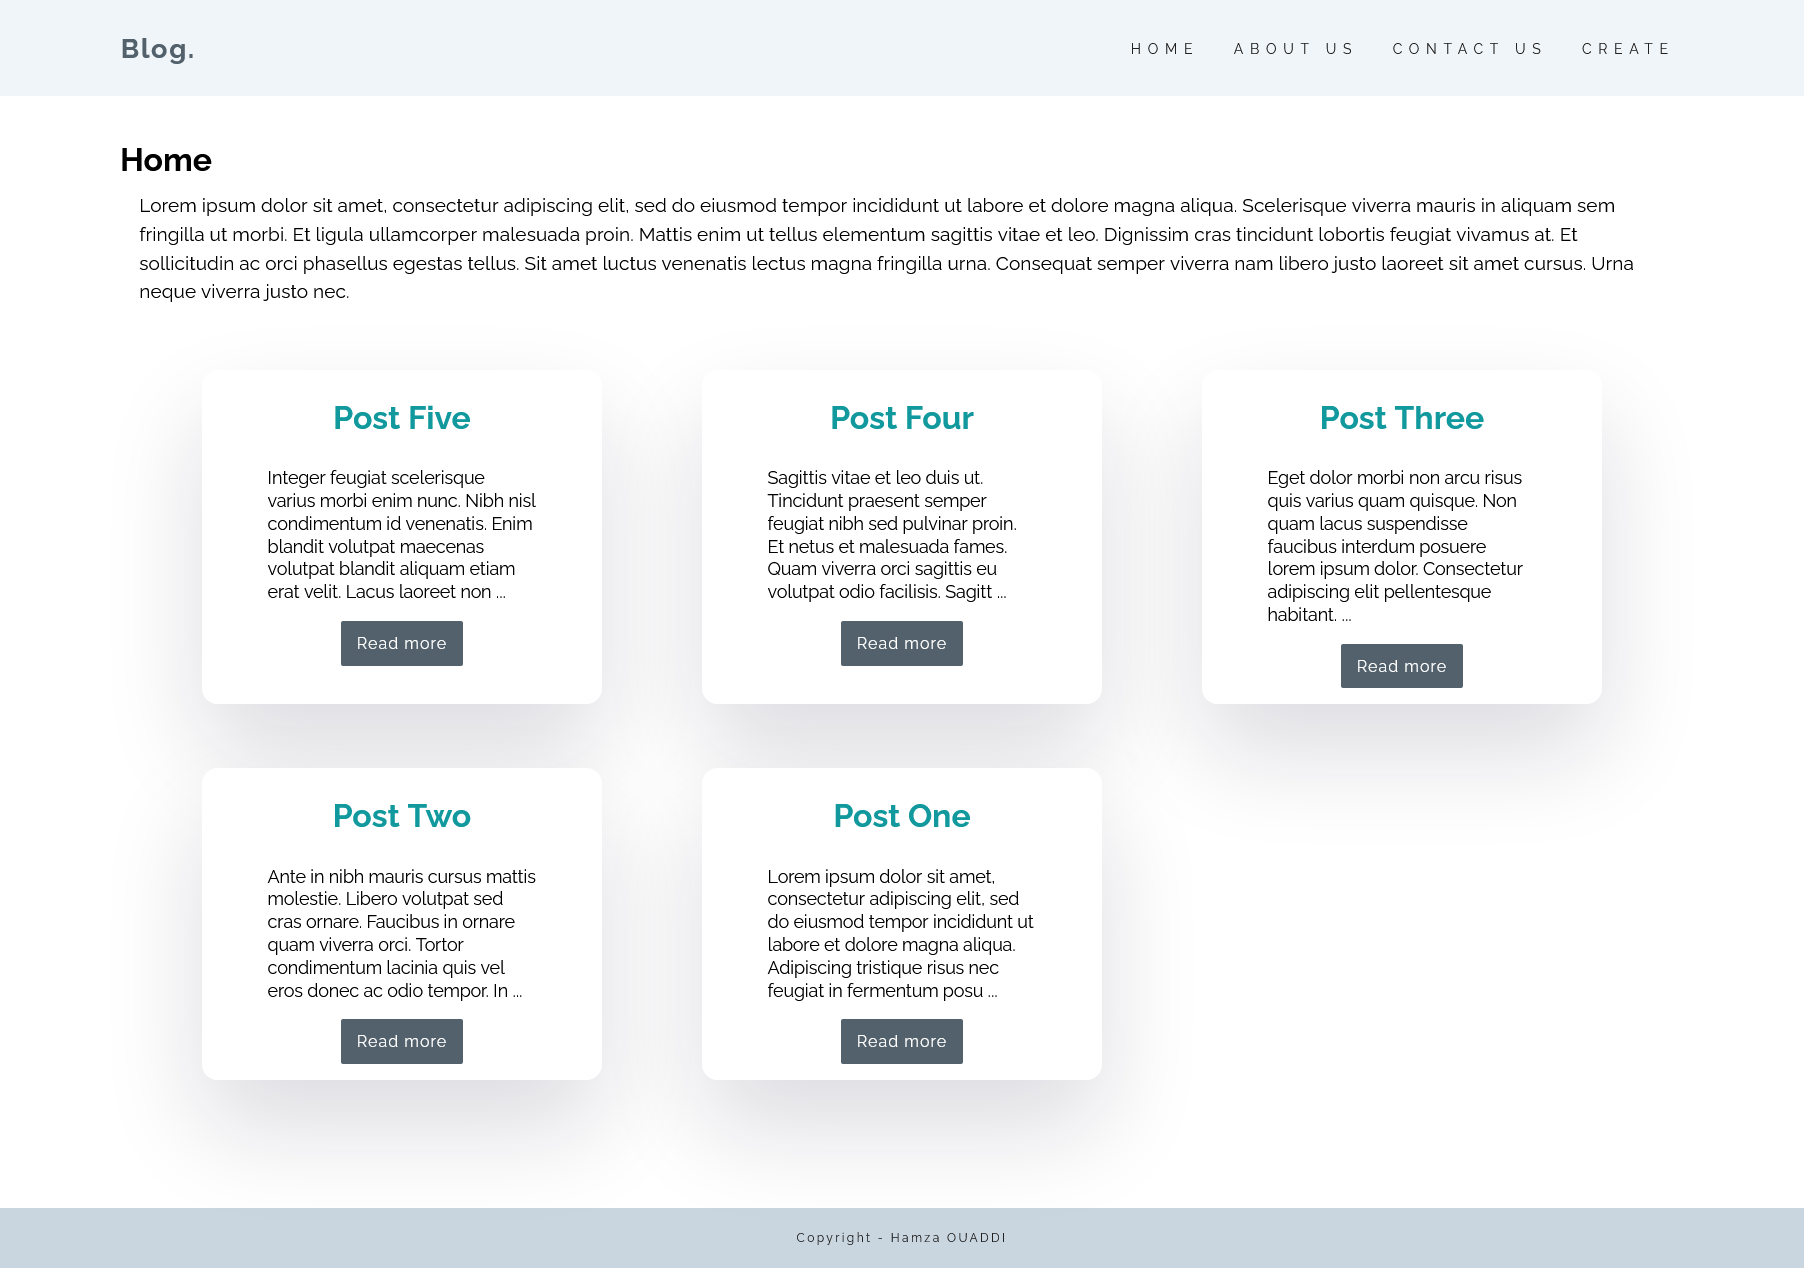 Blog.
HOME ABOUT US CONTACT US CREATE
Home
Lorem ipsum dolor sit amet, consectetur adipiscing elit, sed do eiusmod tempor incididunt ut labore et dolore magna aliqua. Scelerisque viverra mauris in aliquam sem
fringilla ut morbi. Et ligula ullamcorper malesuada proin. Mattis enim ut tellus elementum sagittis vitae et leo. Dignissim cras tincidunt lobortis feugiat vivamus at. Et
sollicitudin ac orci phasellus egestas tellus. Sit amet luctus venenatis lectus magna fringilla urna. Consequat semper viverra nam libero justo laoreet sit amet cursus. Urna
neque viverra justo nec.
Post Five
Integer feugiat scelerisque
varius morbi enim nunc. Nibh nisl
condimentum id venenatis. Enim
blandit volutpat maecenas
volutpat blandit aliquam etiam
erat velit. Lacus laoreet non ...
Read more
Post Four
Sagittis vitae et leo duis ut.
Tincidunt praesent semper
feugiat nibh sed pulvinar proin.
Et netus et malesuada fames.
Quam viverra orci sagittis eu
volutpat odio facilisis. Sagitt ...
Read more
Post Three
Eget dolor morbi non arcu risus
quis varius quam quisque. Non
quam lacus suspendisse
faucibus interdum posuere
lorem ipsum dolor. Consectetur
adipiscing elit pellentesque
habitant. ...
Read more
Post Two
Ante in nibh mauris cursus mattis
molestie. Libero volutpat sed
cras ornare. Faucibus in ornare
quam viverra orci. Tortor
condimentum lacinia quis vel
eros donec ac odio tempor. In ...
Read more
Post One
Lorem ipsum dolor sit amet,
consectetur adipiscing elit, sed
do eiusmod tempor incididunt ut
labore et dolore magna aliqua.
Adipiscing tristique risus nec
feugiat in fermentum posu ...
Read more
Copyright - Hamza OUADDI